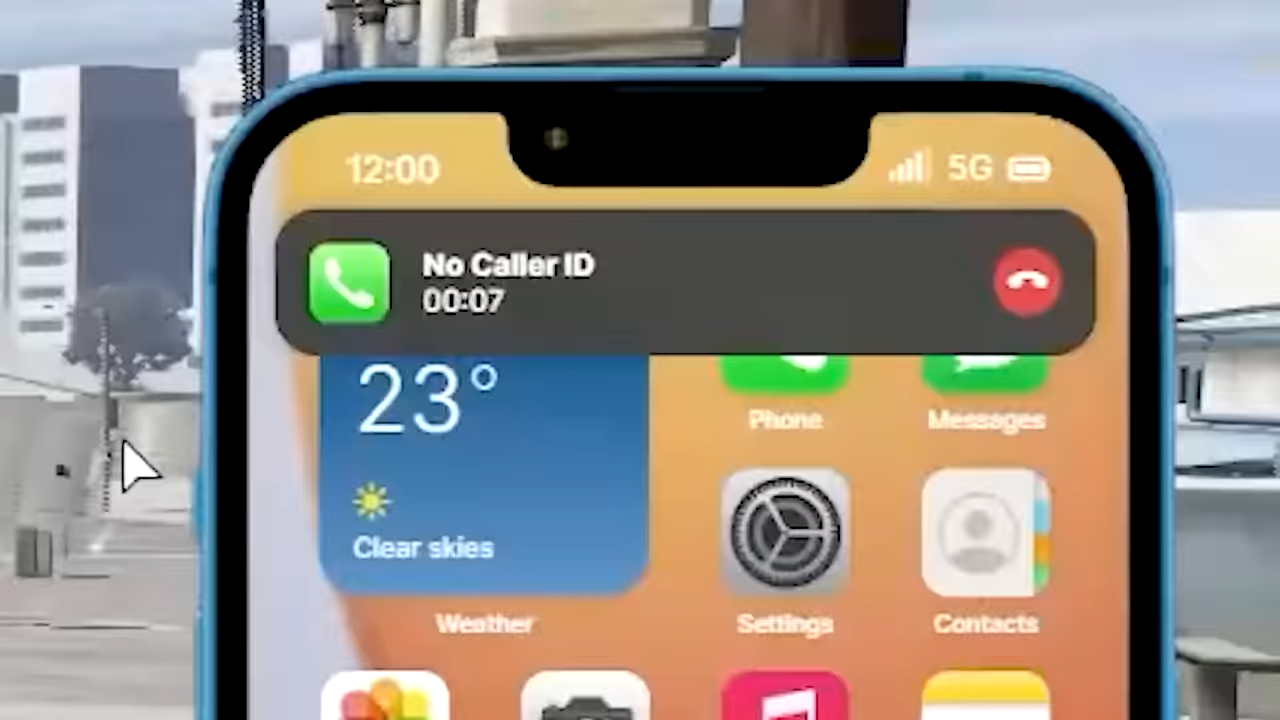 12:00
5G
No Caller ID
00:07
23°
Phone
Messages
Clear skies
Weather
Settings
Contacts